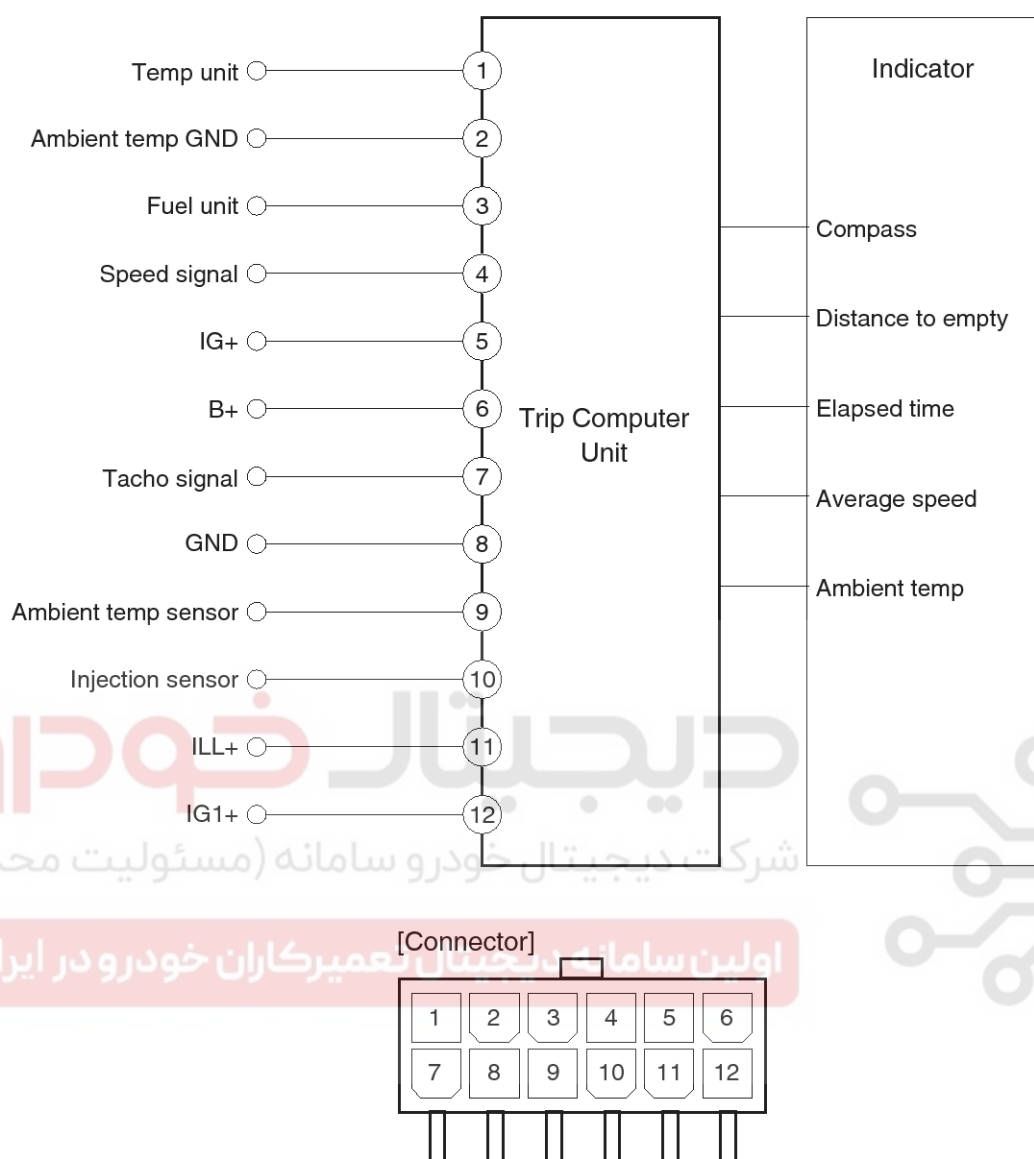 Temp unit 1
Ambient temp GND 2
Fuel unit 3
Speed signal 4
IG+ 5
B+ 6
Tacho signal 7
GND 8
Ambient temp sensor 9
Injection sensor 10
ILL+ 11
IG1+ 12
Trip Computer
Unit
Indicator
Compass
Distance to empty
Elapsed time
Average speed
Ambient temp
دیجیتال خودرو
شرکت دیجیتال خودرو سامانه (مسئولیت
اولین سامانه دیجیتال تعمیرکاران خودرو در
[Connector]
1 2 3 4 5 6
7 8 9 10 11 12